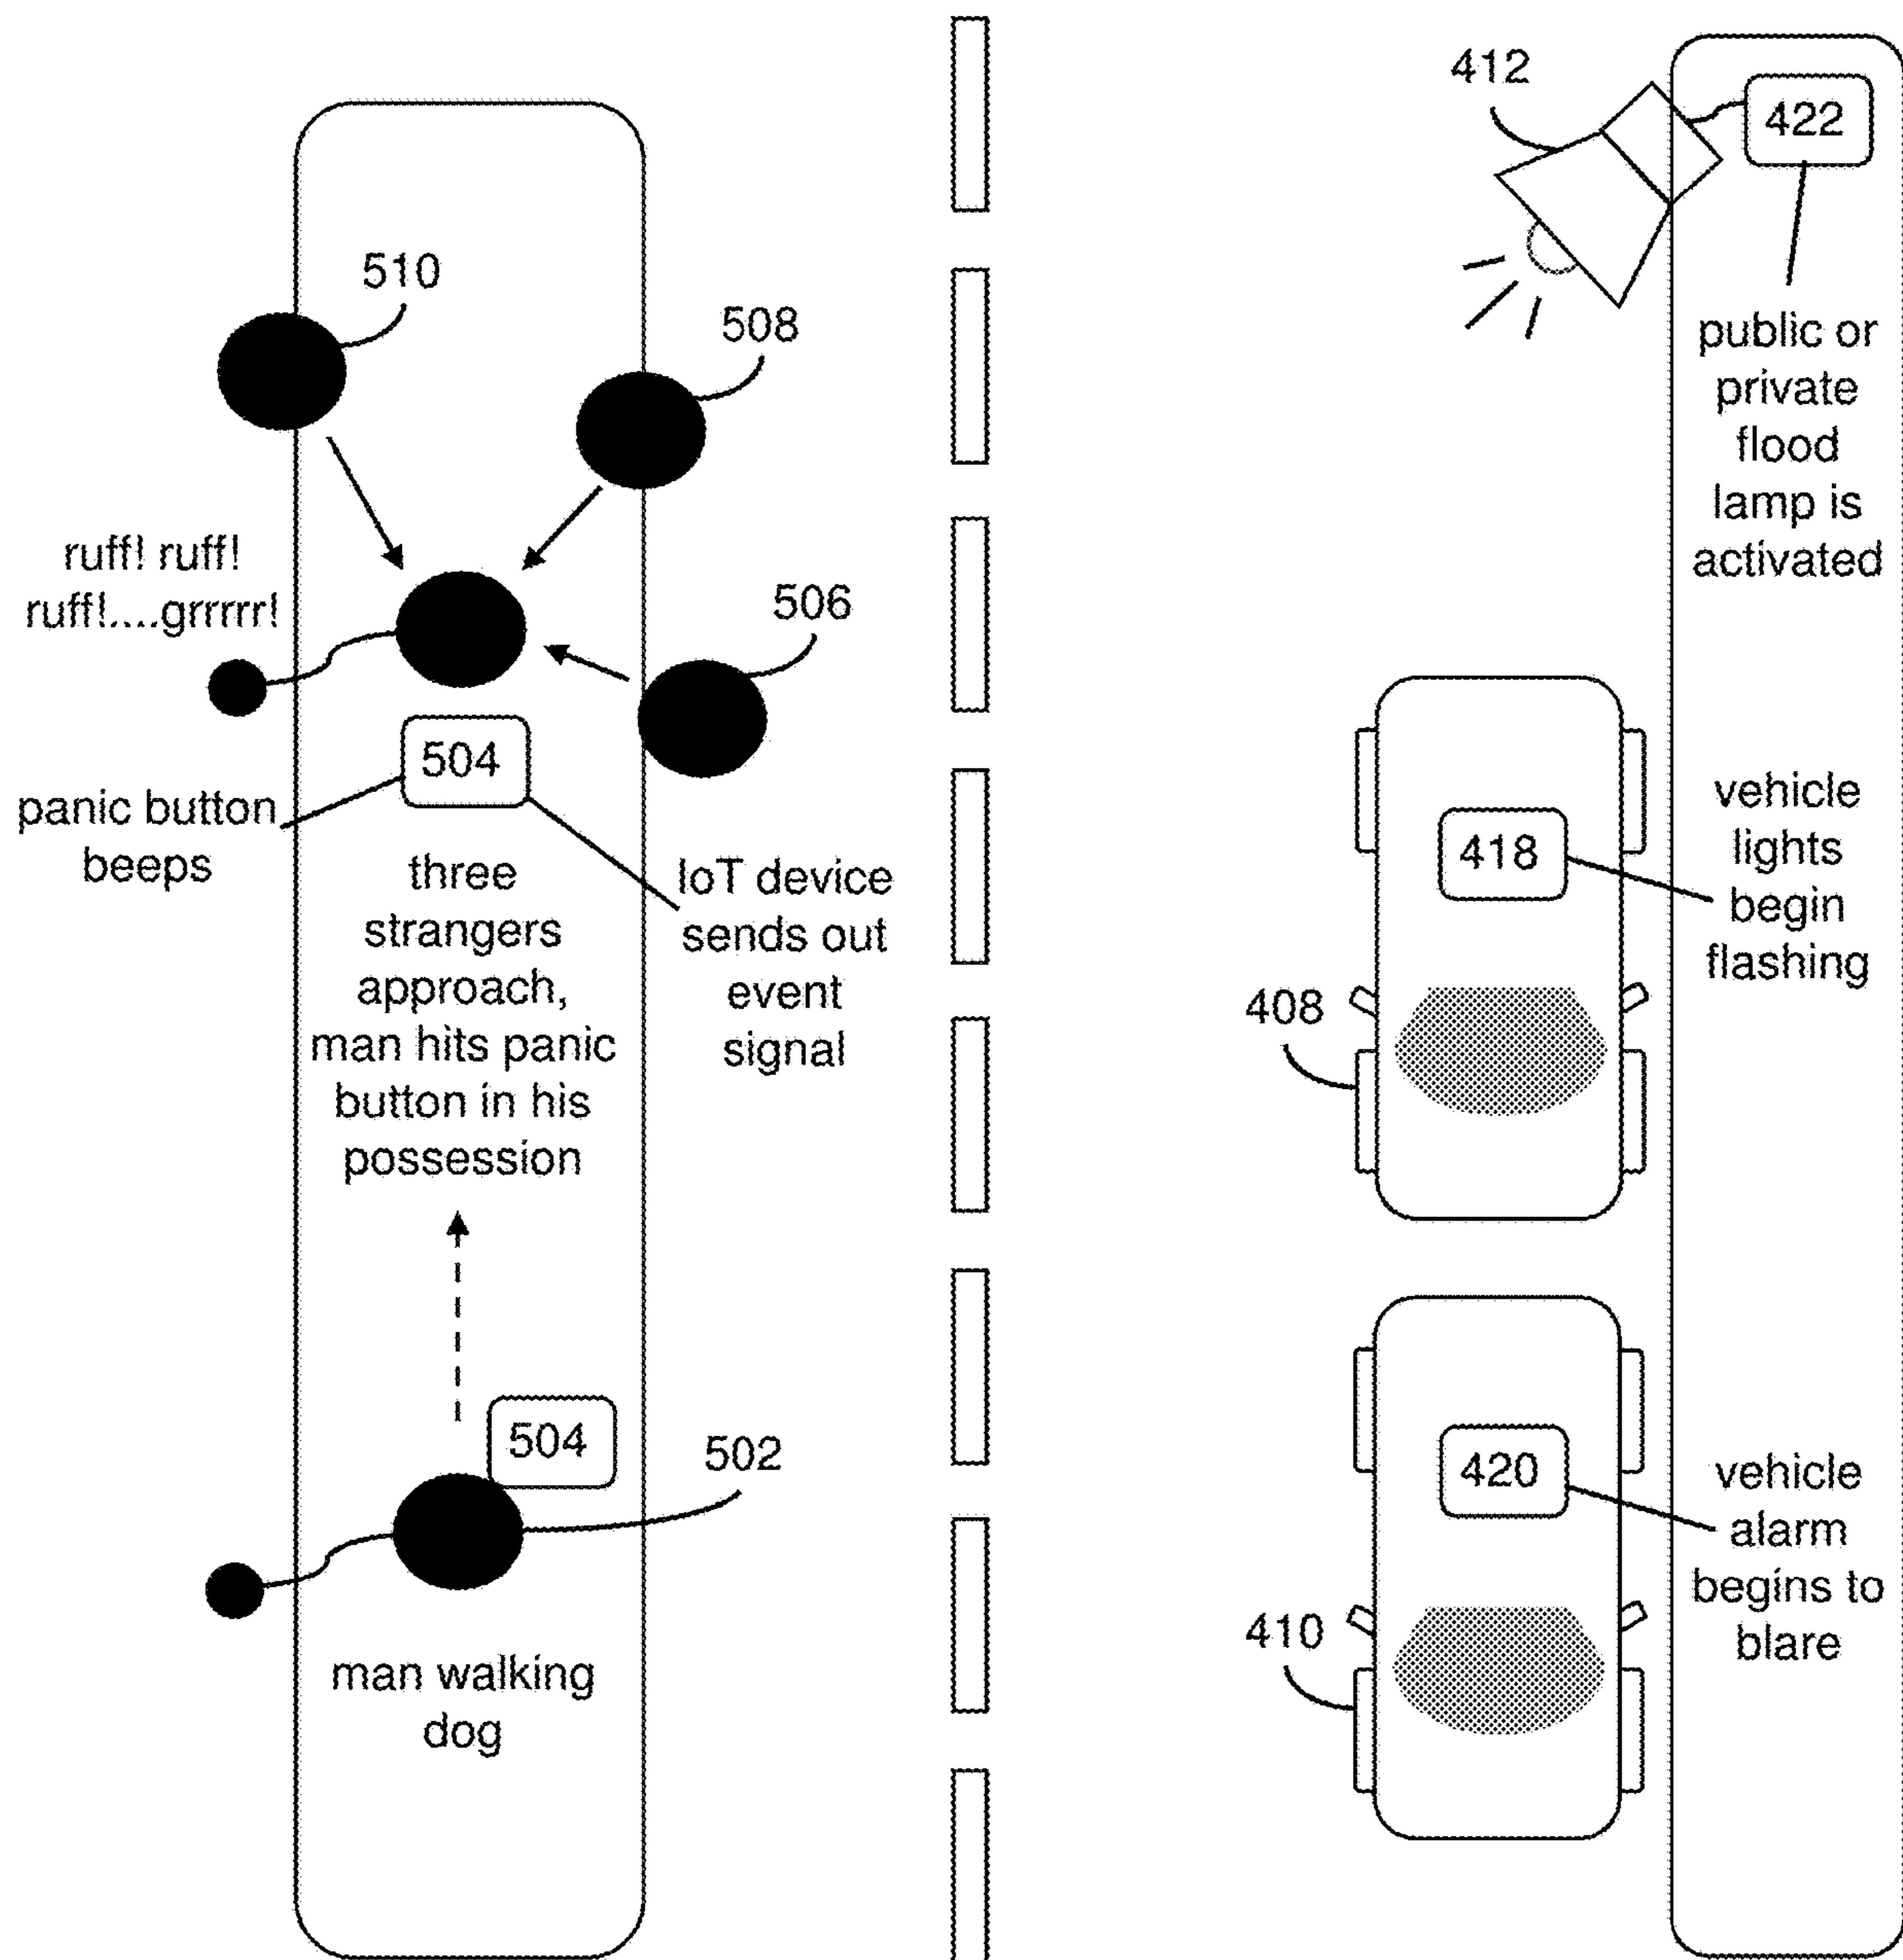 412
422
public or
private
flood
lamp is
activated
510
508
ruff! ruff!
ruff!....grrrrr!
506
504
panic button
beeps
three
strangers
approach,
man hits panic
button in his
possession
IoT device
sends out
event
signal
418
vehicle
lights
begin
flashing
408
504
502
man walking
dog
420
vehicle
alarm
begins to
blare
410